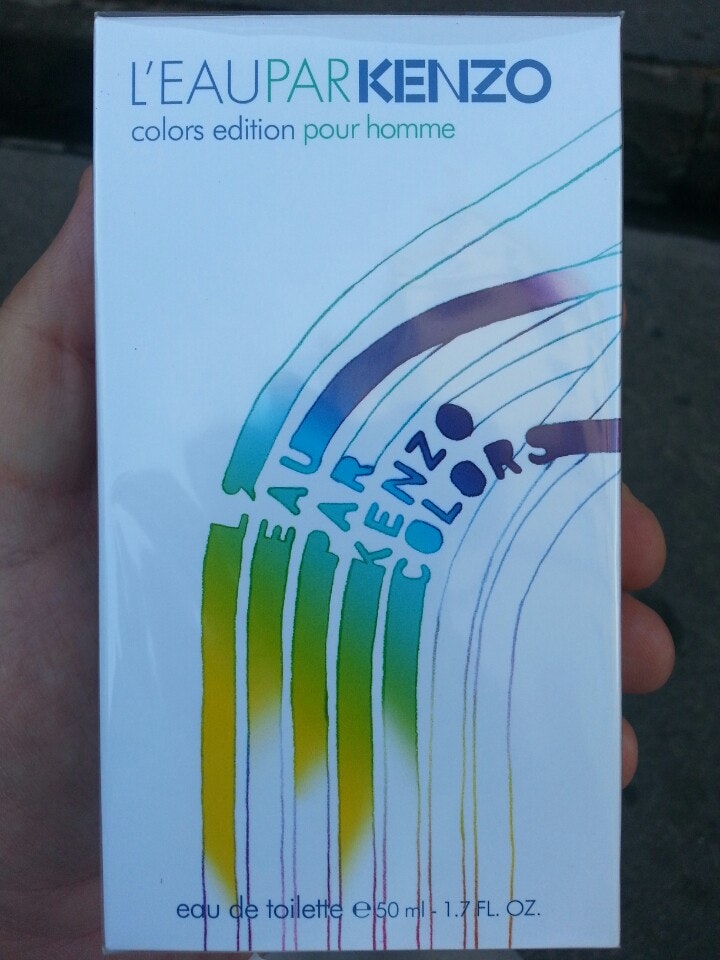 L'EAUPARKENZO
colors edition pour homme
L'
EAU
PAR
KENZO
COLORS
eau de toilette ℮ 50 ml - 1.7 FL. OZ.